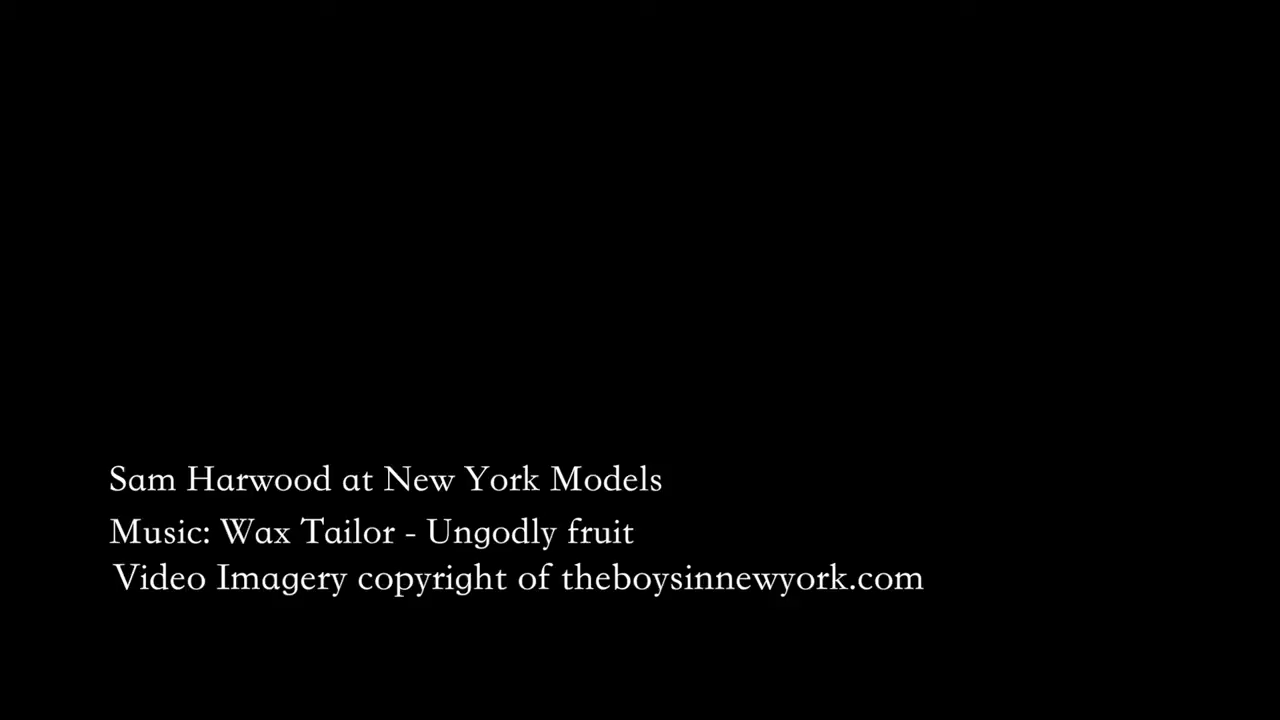 Sam Harwood at New York Models
Music: Wax Tailor - Ungodly fruit
Video Imagery copyright of theboysinnewyork.com